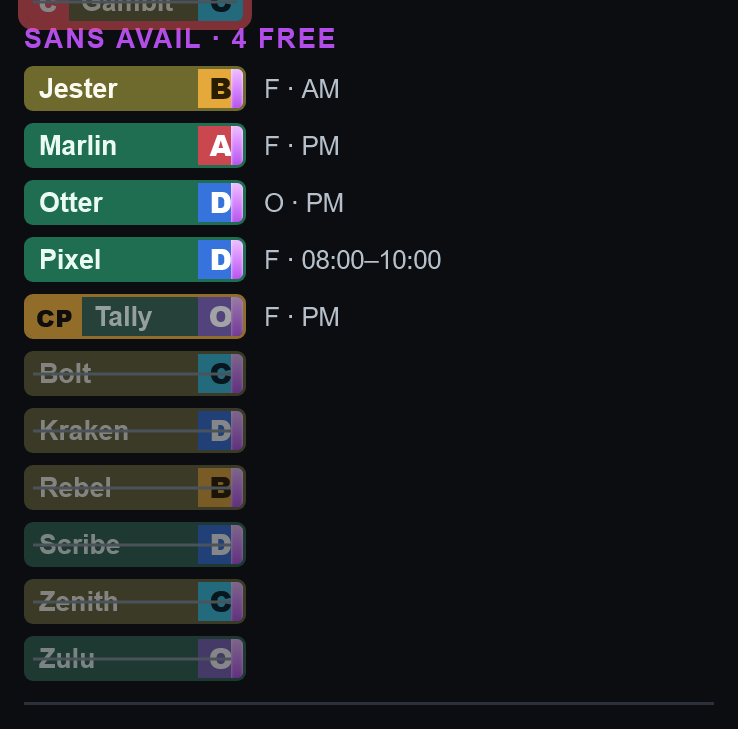 C Gambit C
SANS AVAIL · 4 FREE
Jester B F · AM
Marlin A F · PM
Otter D O · PM
Pixel D F · 08:00–10:00
CP Tally O F · PM
Bolt C
Kraken D
Rebel B
Scribe D
Zenith C
Zulu O